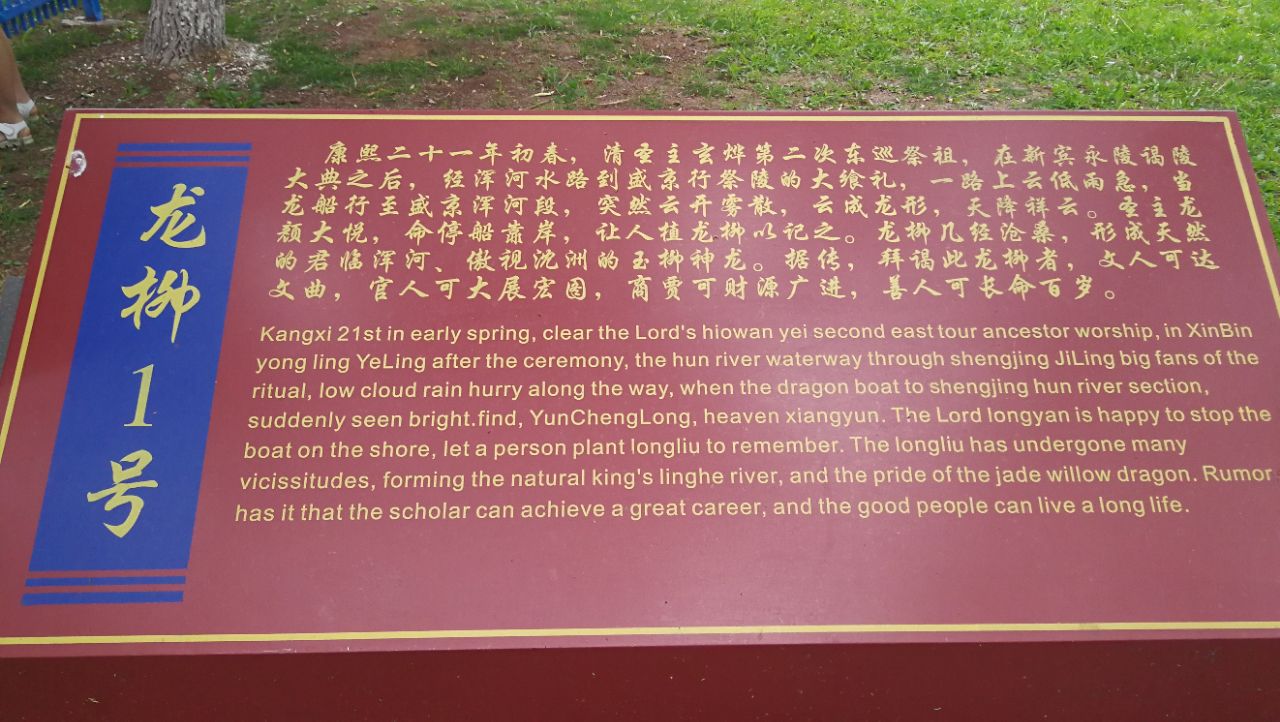 龙柳1号
康熙二十一年初春，清圣主玄烨第二次东巡祭祖，在新宾永陵谒陵
大典之后，经浑河水路到盛京行祭陵的大飨礼，一路上云低雨急，当
龙船行至盛京浑河段，突然云开雾散，云成龙形，天降祥云。圣主龙
颜大悦，命停船靠岸，让人植龙柳以记之。龙柳几经沧桑，形成天然
的君临浑河、傲视沈洲的玉柳神龙。据传，拜谒此龙柳者，文人可达
文曲，官人可大展宏图，商贾可财源广进，善人可长命百岁。
Kangxi 21st in early spring, clear the Lord's hiowan yei second east tour ancestor worship, in XinBin
yong ling YeLing after the ceremony, the hun river waterway through shengjing JiLing big fans of the
ritual, low cloud rain hurry along the way, when the dragon boat to shengjing hun river section,
suddenly seen bright.find, YunChengLong, heaven xiangyun. The Lord longyan is happy to stop the
boat on the shore, let a person plant longliu to remember. The longliu has undergone many
vicissitudes, forming the natural king's linghe river, and the pride of the jade willow dragon. Rumor
has it that the scholar can achieve a great career, and the good people can live a long life.